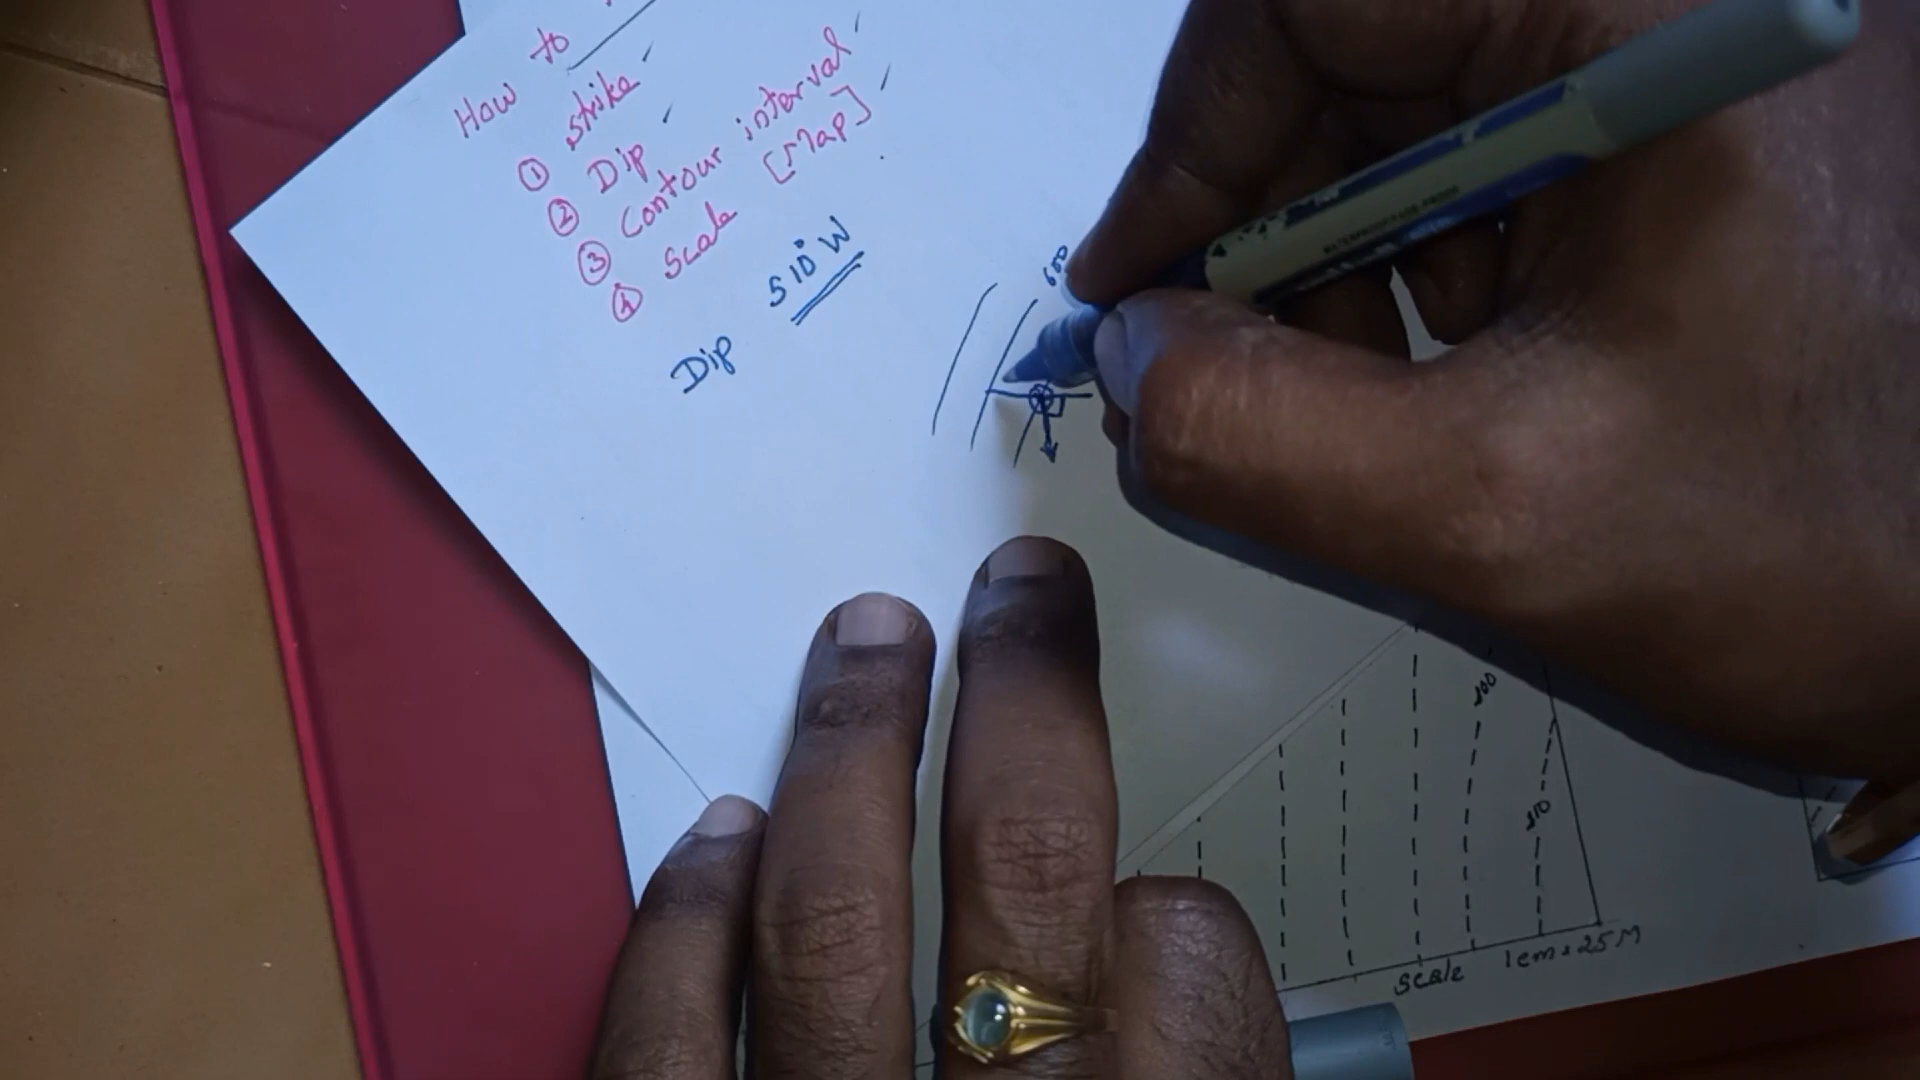 How to
① strike
② Dip
③ Contour interval
④ Scale [Map]
Dip S10°W
600
100
110
scale 1cm = 25M